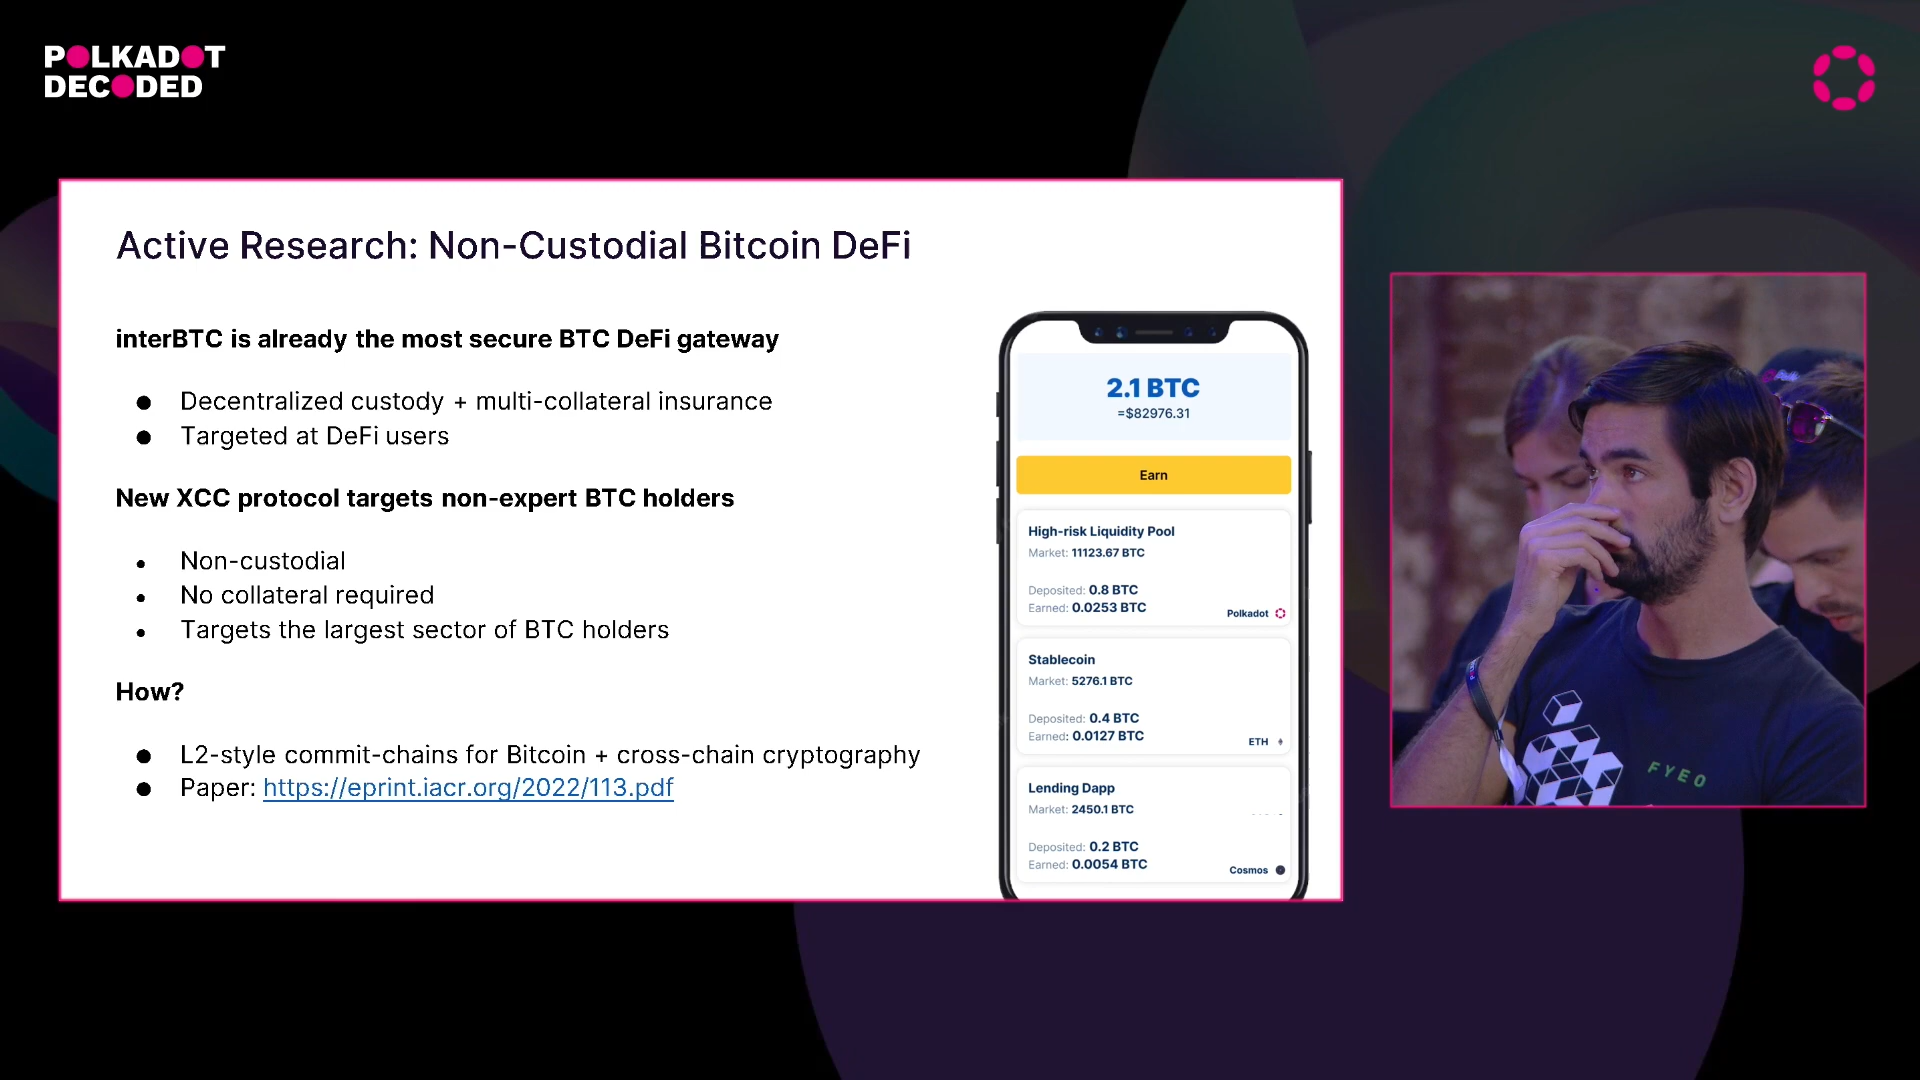 POLKADOT
DECODED
Active Research: Non-Custodial Bitcoin DeFi
interBTC is already the most secure BTC DeFi gateway
● Decentralized custody + multi-collateral insurance
● Targeted at DeFi users
New XCC protocol targets non-expert BTC holders
● Non-custodial
● No collateral required
● Targets the largest sector of BTC holders
How?
● L2-style commit-chains for Bitcoin + cross-chain cryptography
● Paper: https://eprint.iacr.org/2022/113.pdf
2.1 BTC
=$82976.31
Earn
High-risk Liquidity Pool
Market: 11123.67 BTC
Deposited: 0.8 BTC
Earned: 0.0253 BTC
Polkadot
Stablecoin
Market: 5276.1 BTC
Deposited: 0.4 BTC
Earned: 0.0127 BTC
ETH
Lending Dapp
Market: 2450.1 BTC
Deposited: 0.2 BTC
Earned: 0.0054 BTC
Cosmos
FYEO